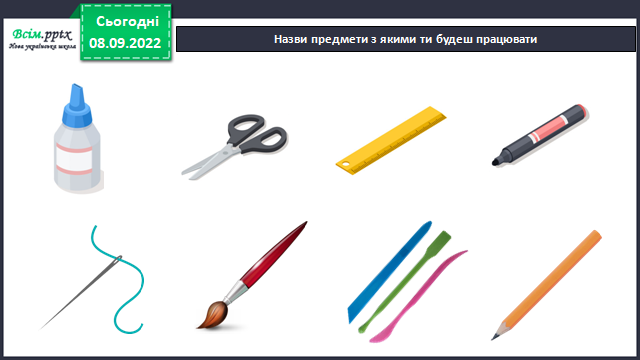 Всім.pptx
Нова українська школа
Сьогодні
08.09.2022
Назви предмети з якими ти будеш працювати